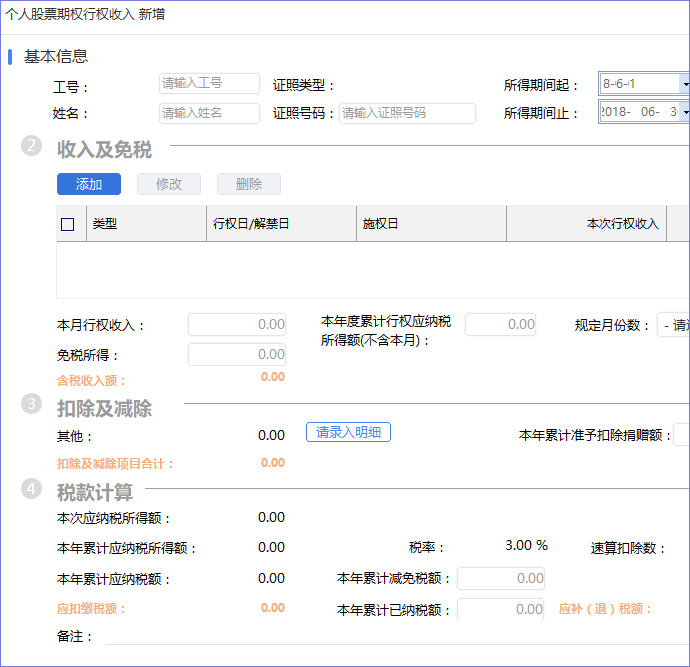 个人股票期权行权收入 新增
基本信息
工号： 请输入工号 证照类型： 所得期间起： 8-6-1
姓名： 请输入姓名 证照号码： 请输入证照号码 所得期间止： 2018- 06- 3
2 收入及免税
添加 修改 删除
类型 行权日/解禁日 施权日 本次行权收入
本月行权收入： 0.00 本年度累计行权应纳税 0.00 规定月份数： - 请
所得额(不含本月)：
免税所得： 0.00
含税收入额： 0.00
3 扣除及减除
其他： 0.00 请录入明细 本年累计准予扣除捐赠额：
扣除及减除项目合计： 0.00
4 税款计算
本次应纳税所得额： 0.00
本年累计应纳税所得额： 0.00 税率： 3.00 % 速算扣除数：
本年累计应纳税额： 0.00 本年累计减免税额： 0.00
应扣缴税额： 0.00 本年累计已纳税额： 0.00 应补（退）税额：
备注：